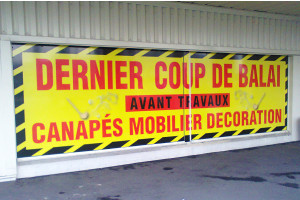 DERNIER COUP DE BALAI
AVANT TRAVAUX
CANAPÉS MOBILIER DECORATION